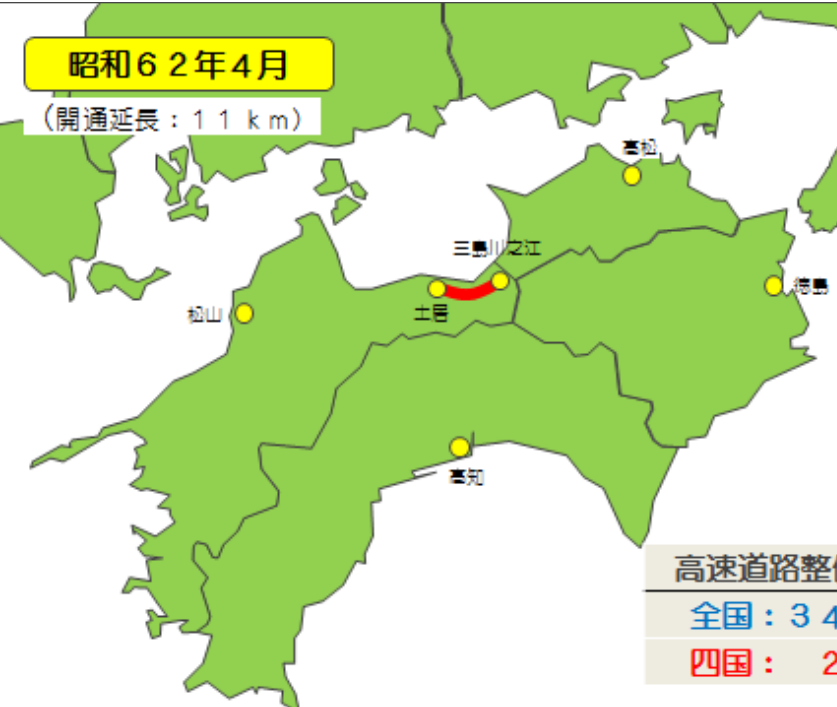 昭和６２年４月
（開通延長：１１ｋｍ）
高松
三島川之江
徳島
土居
松山
高知
高速道路整
全国：３４
四国：　２